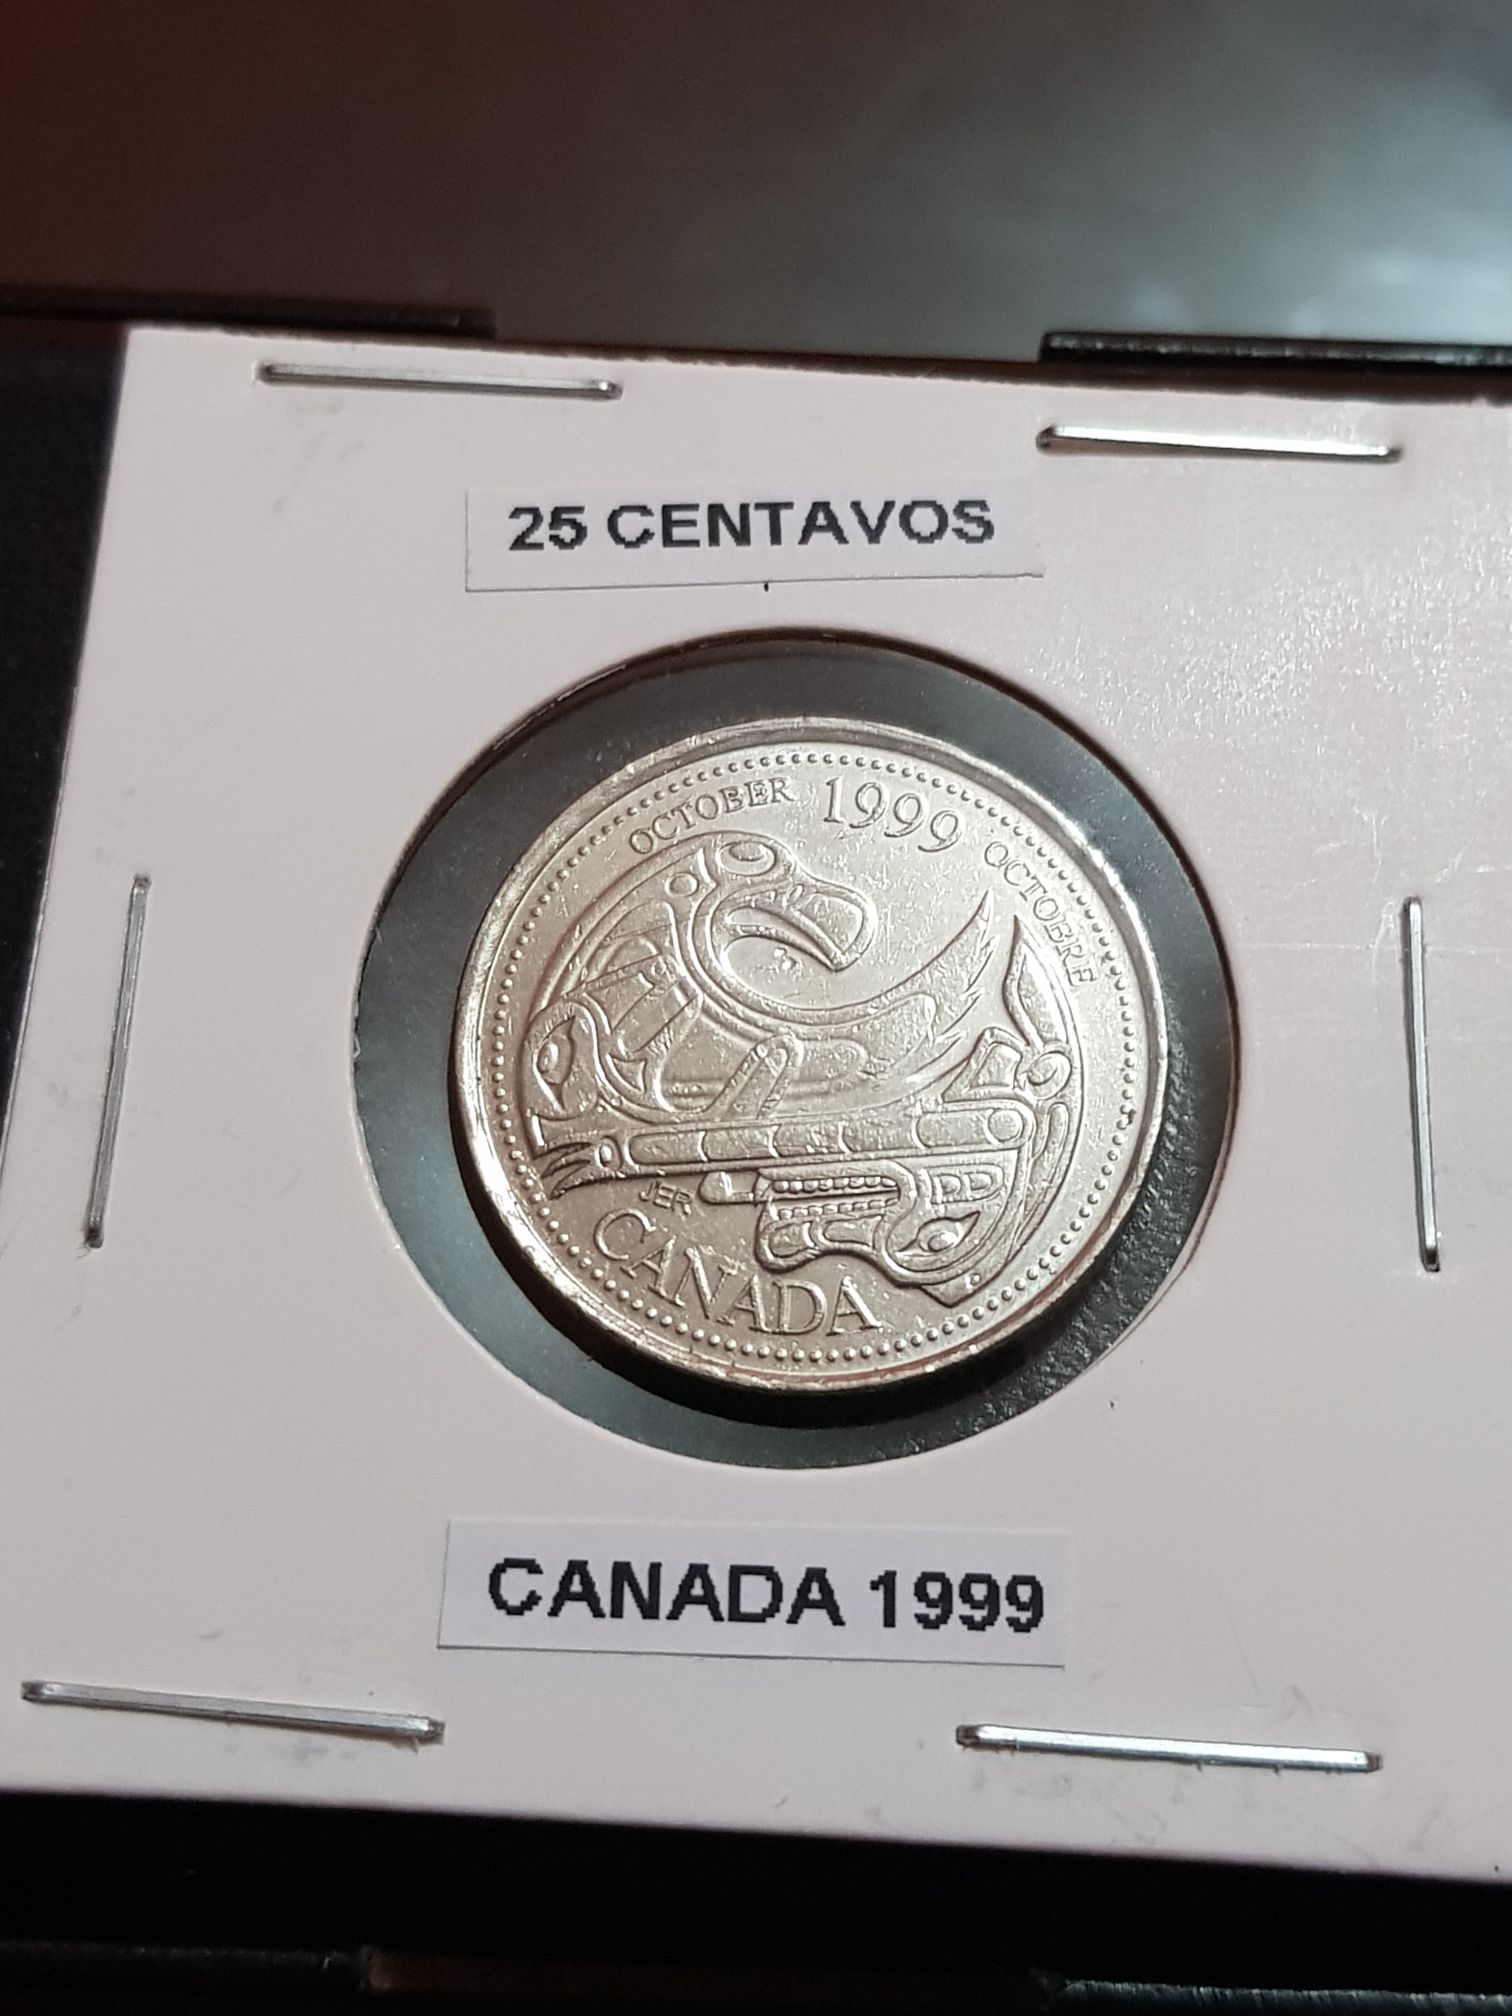 25 CENTAVOS
OCTOBER 1999 OCTOBRE
JER
CANADA
CANADA 1999